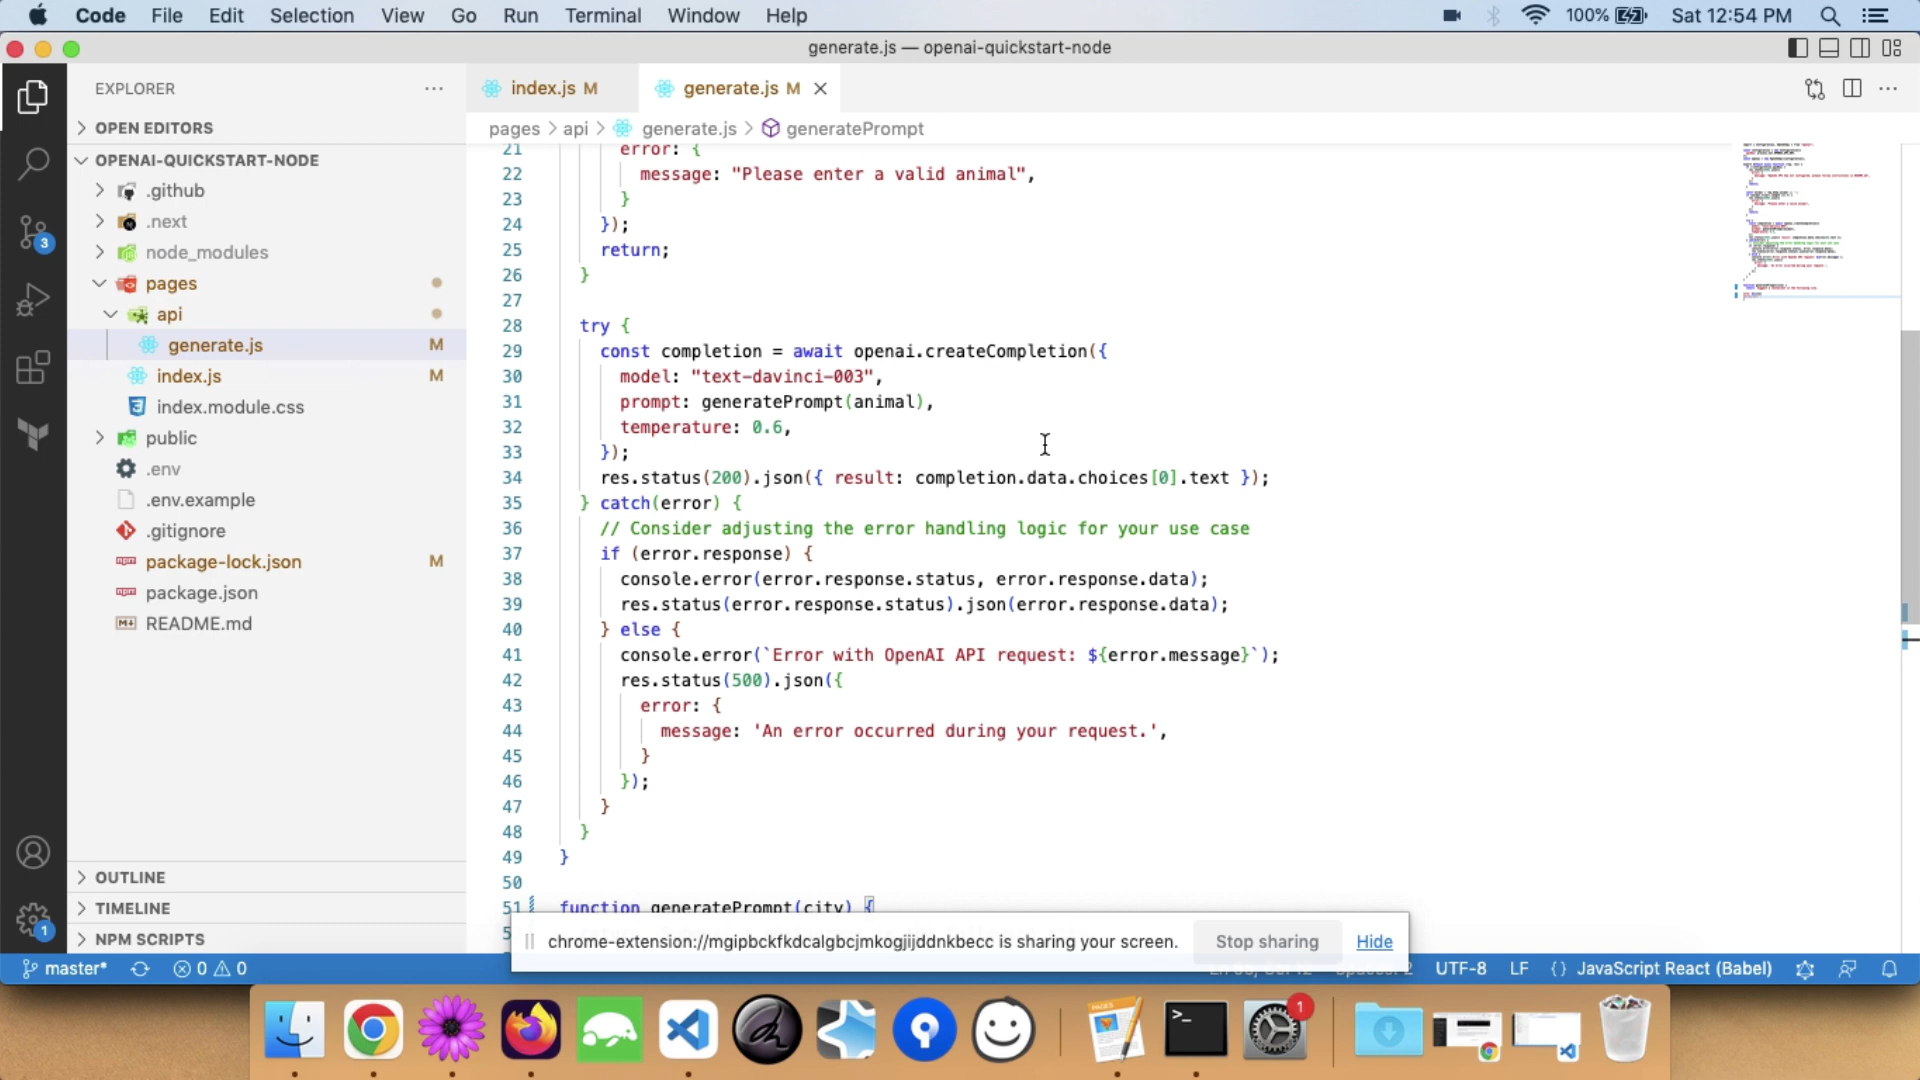 Code File Edit Selection View Go Run Terminal Window Help 100% Sat 12:54 PM
generate.js — openai-quickstart-node
EXPLORER
OPEN EDITORS
OPENAI-QUICKSTART-NODE
.github
.next
node_modules
pages
api
generate.js M
index.js M
index.module.css
public
.env
.env.example
.gitignore
package-lock.json M
package.json
README.md
OUTLINE
TIMELINE
NPM SCRIPTS
3
1
index.js M generate.js M
pages > api > generate.js > generatePrompt
21 error: {
22 message: "Please enter a valid animal",
23 }
24 });
25 return;
26 }
27
28 try {
29 const completion = await openai.createCompletion({
30 model: "text-davinci-003",
31 prompt: generatePrompt(animal),
32 temperature: 0.6,
33 });
34 res.status(200).json({ result: completion.data.choices[0].text });
35 } catch(error) {
36 // Consider adjusting the error handling logic for your use case
37 if (error.response) {
38 console.error(error.response.status, error.response.data);
39 res.status(error.response.status).json(error.response.data);
40 } else {
41 console.error(`Error with OpenAI API request: ${error.message}`);
42 res.status(500).json({
43 error: {
44 message: 'An error occurred during your request.',
45 }
46 });
47 }
48 }
49 }
50
51 function generatePrompt(city) {
chrome-extension://mgipbckfkdcalgbcjmkogjijddnkbecc is sharing your screen. Stop sharing Hide
master* 0 0 UTF-8 LF {} JavaScript React (Babel)
PAGES
>_
1